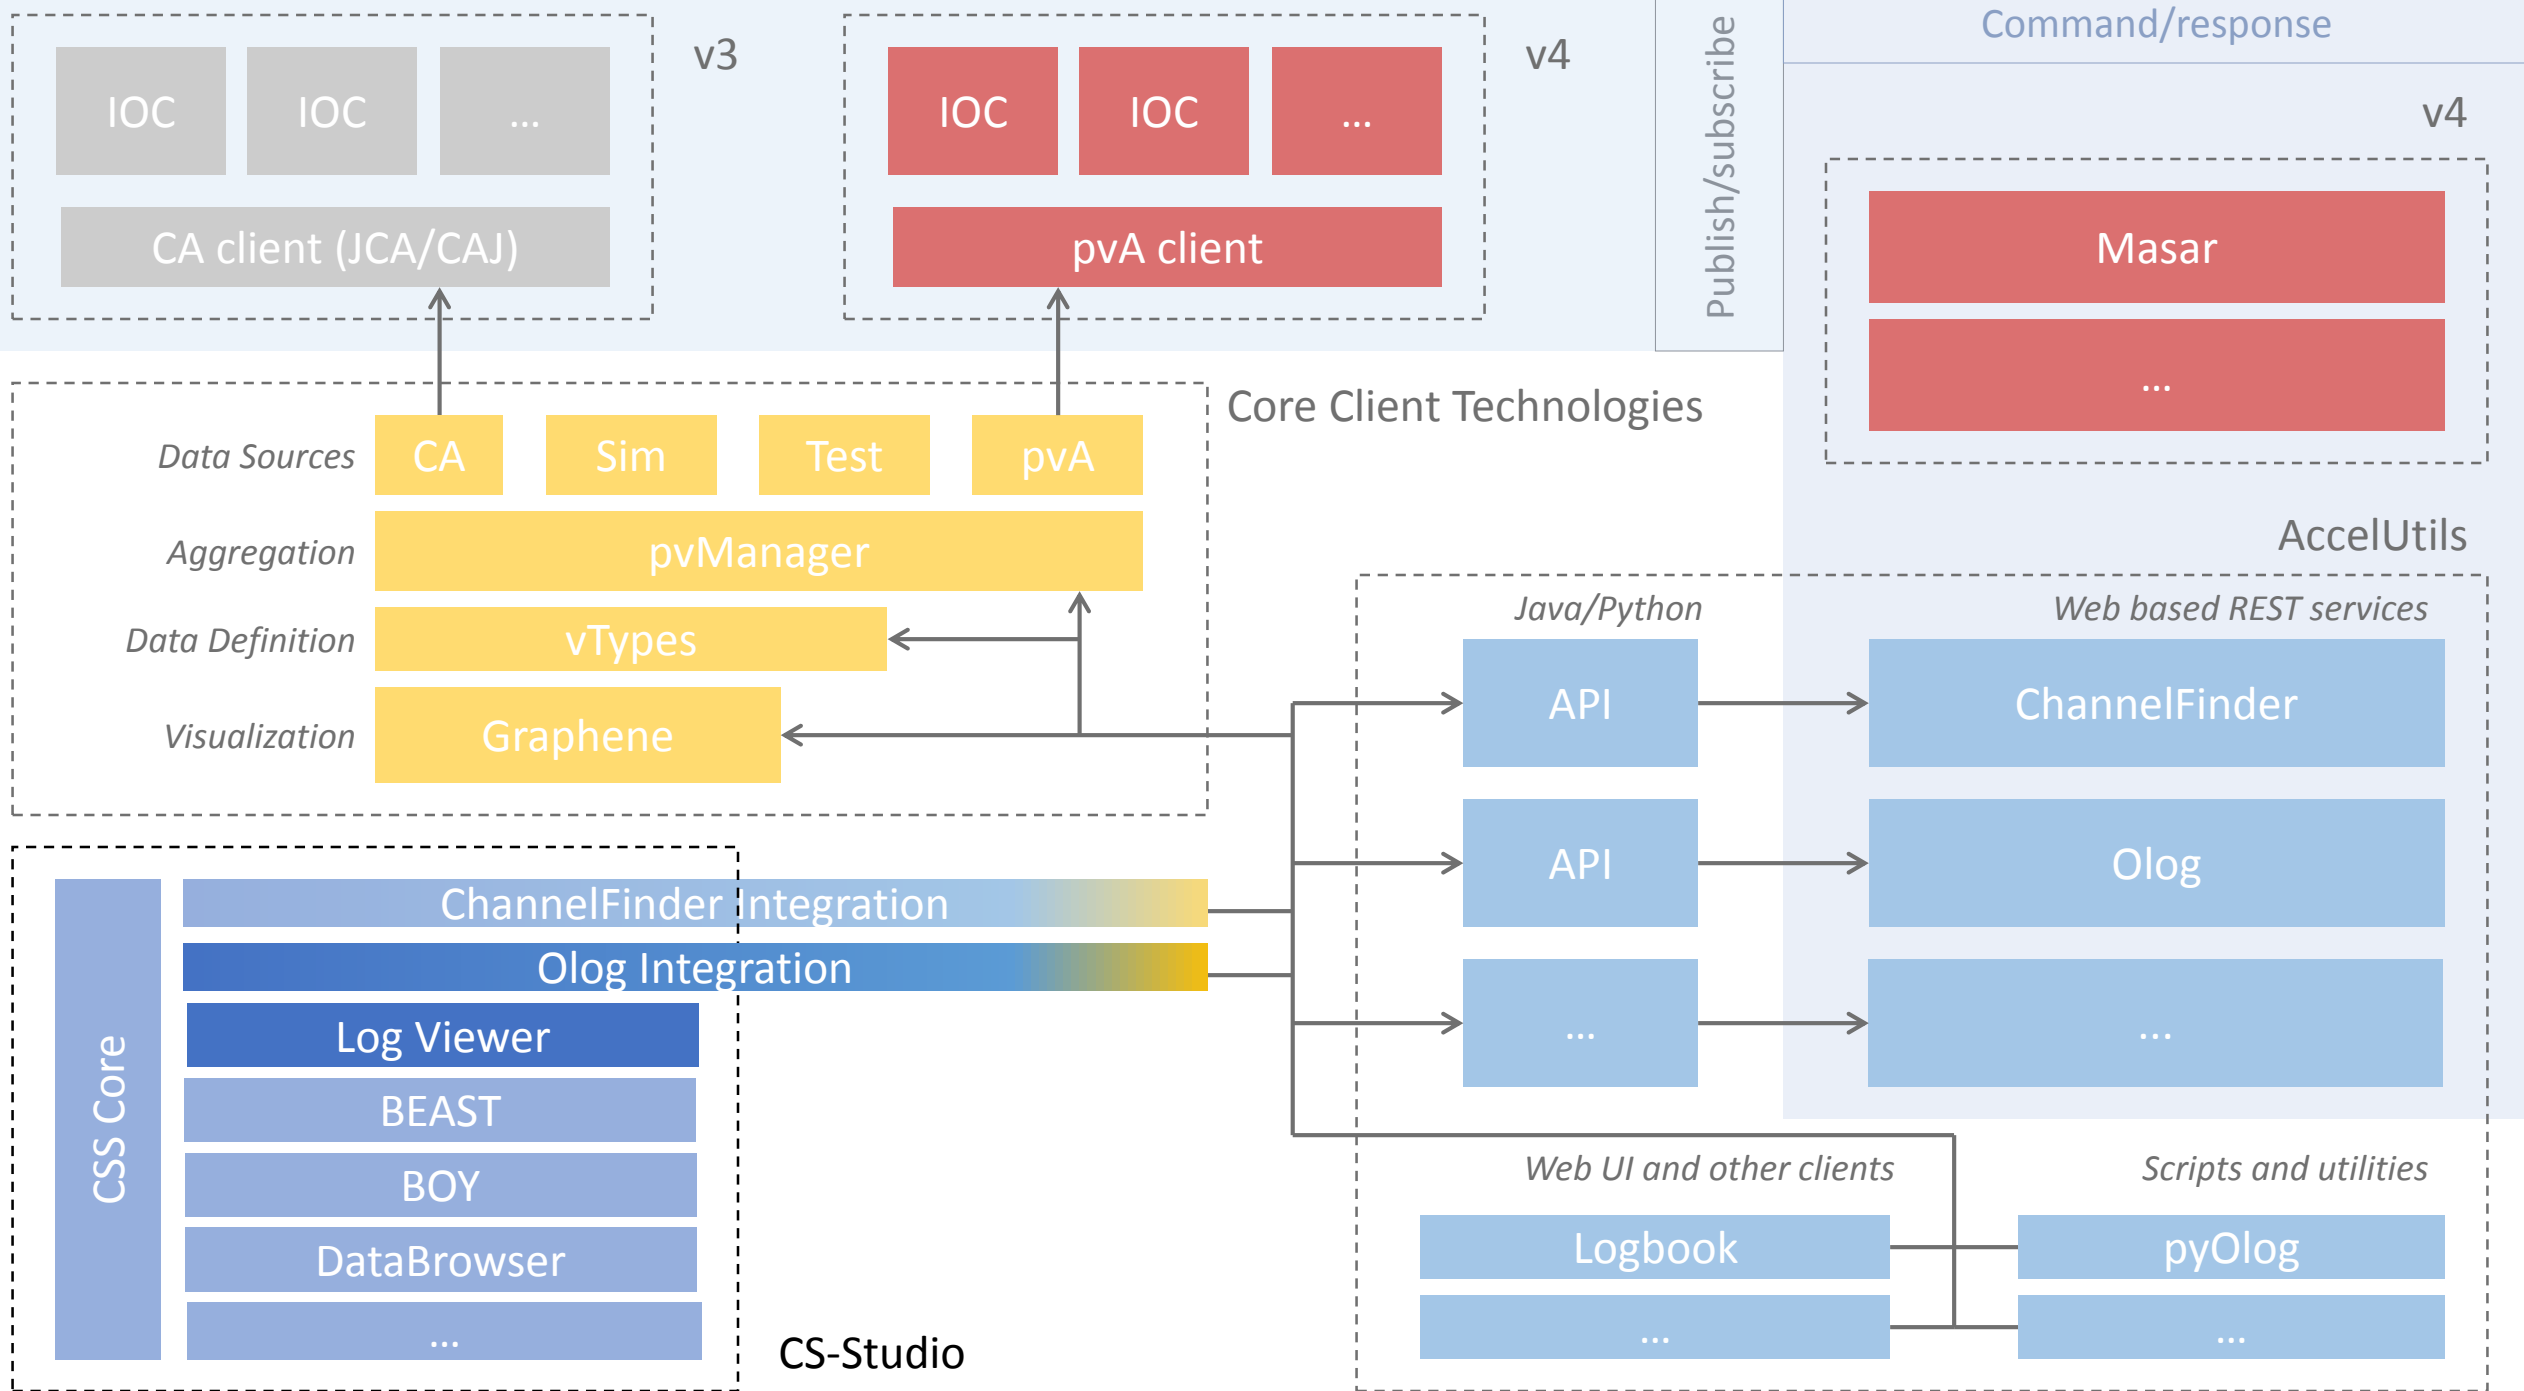 v3
IOC
IOC
...
CA client (JCA/CAJ)
v4
IOC
IOC
...
pvA client
Publish/subscribe
Command/response
v4
Masar
...
Core Client Technologies
Data Sources
CA
Sim
Test
pvA
Aggregation
pvManager
Data Definition
vTypes
Visualization
Graphene
AccelUtils
Java/Python
Web based REST services
API
ChannelFinder
API
Olog
...
...
Web UI and other clients
Scripts and utilities
Logbook
pyOlog
...
...
CSS Core
ChannelFinder Integration
Olog Integration
Log Viewer
BEAST
BOY
DataBrowser
...
CS-Studio